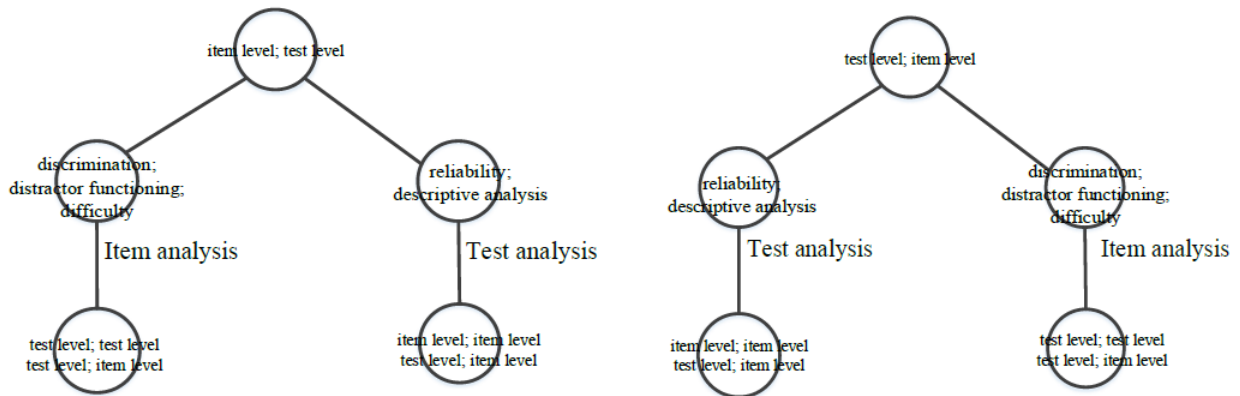 item level; test level
discrimination;
distractor functioning;
difficulty
reliability;
descriptive analysis
Item analysis
Test analysis
test level; test level
test level; item level
item level; item level
test level; item level
test level; item level
reliability;
descriptive analysis
discrimination;
distractor functioning;
difficulty
Test analysis
Item analysis
item level; item level
test level; item level
test level; test level
test level; item level